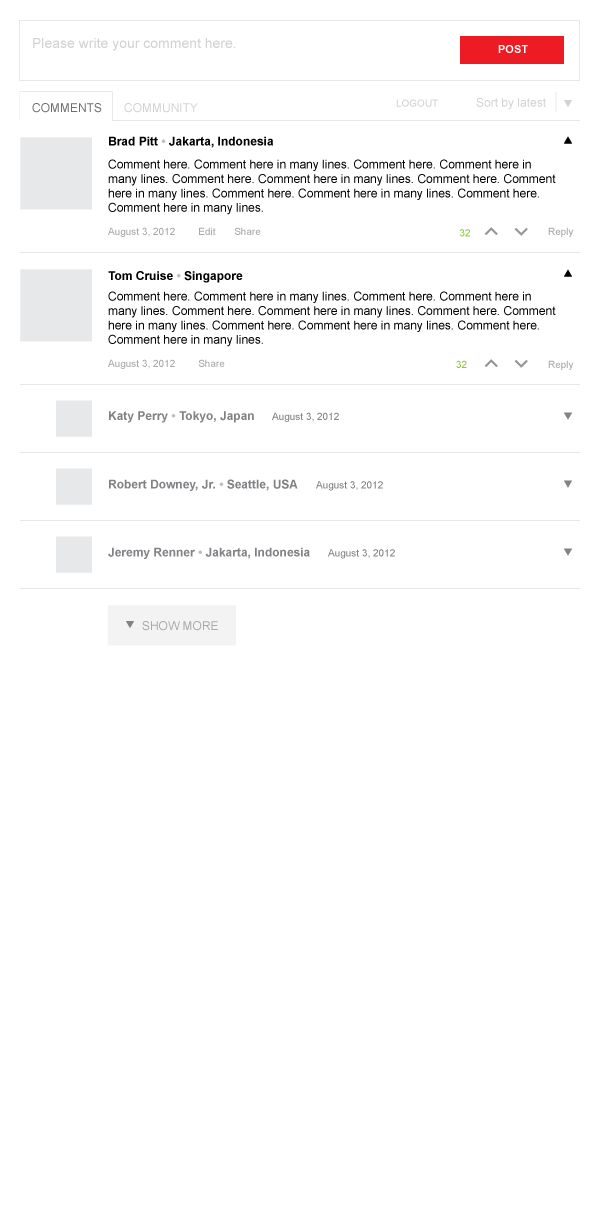 Please write your comment here.
POST
COMMENTS COMMUNITY LOGOUT Sort by latest
Brad Pitt • Jakarta, Indonesia
Comment here. Comment here in many lines. Comment here. Comment here in
many lines. Comment here. Comment here in many lines. Comment here. Comment
here in many lines. Comment here. Comment here in many lines. Comment here.
Comment here in many lines.
August 3, 2012 Edit Share 32 Reply
Tom Cruise • Singapore
Comment here. Comment here in many lines. Comment here. Comment here in
many lines. Comment here. Comment here in many lines. Comment here. Comment
here in many lines. Comment here. Comment here in many lines. Comment here.
Comment here in many lines.
August 3, 2012 Share 32 Reply
Katy Perry • Tokyo, Japan August 3, 2012
Robert Downey, Jr. • Seattle, USA August 3, 2012
Jeremy Renner • Jakarta, Indonesia August 3, 2012
SHOW MORE